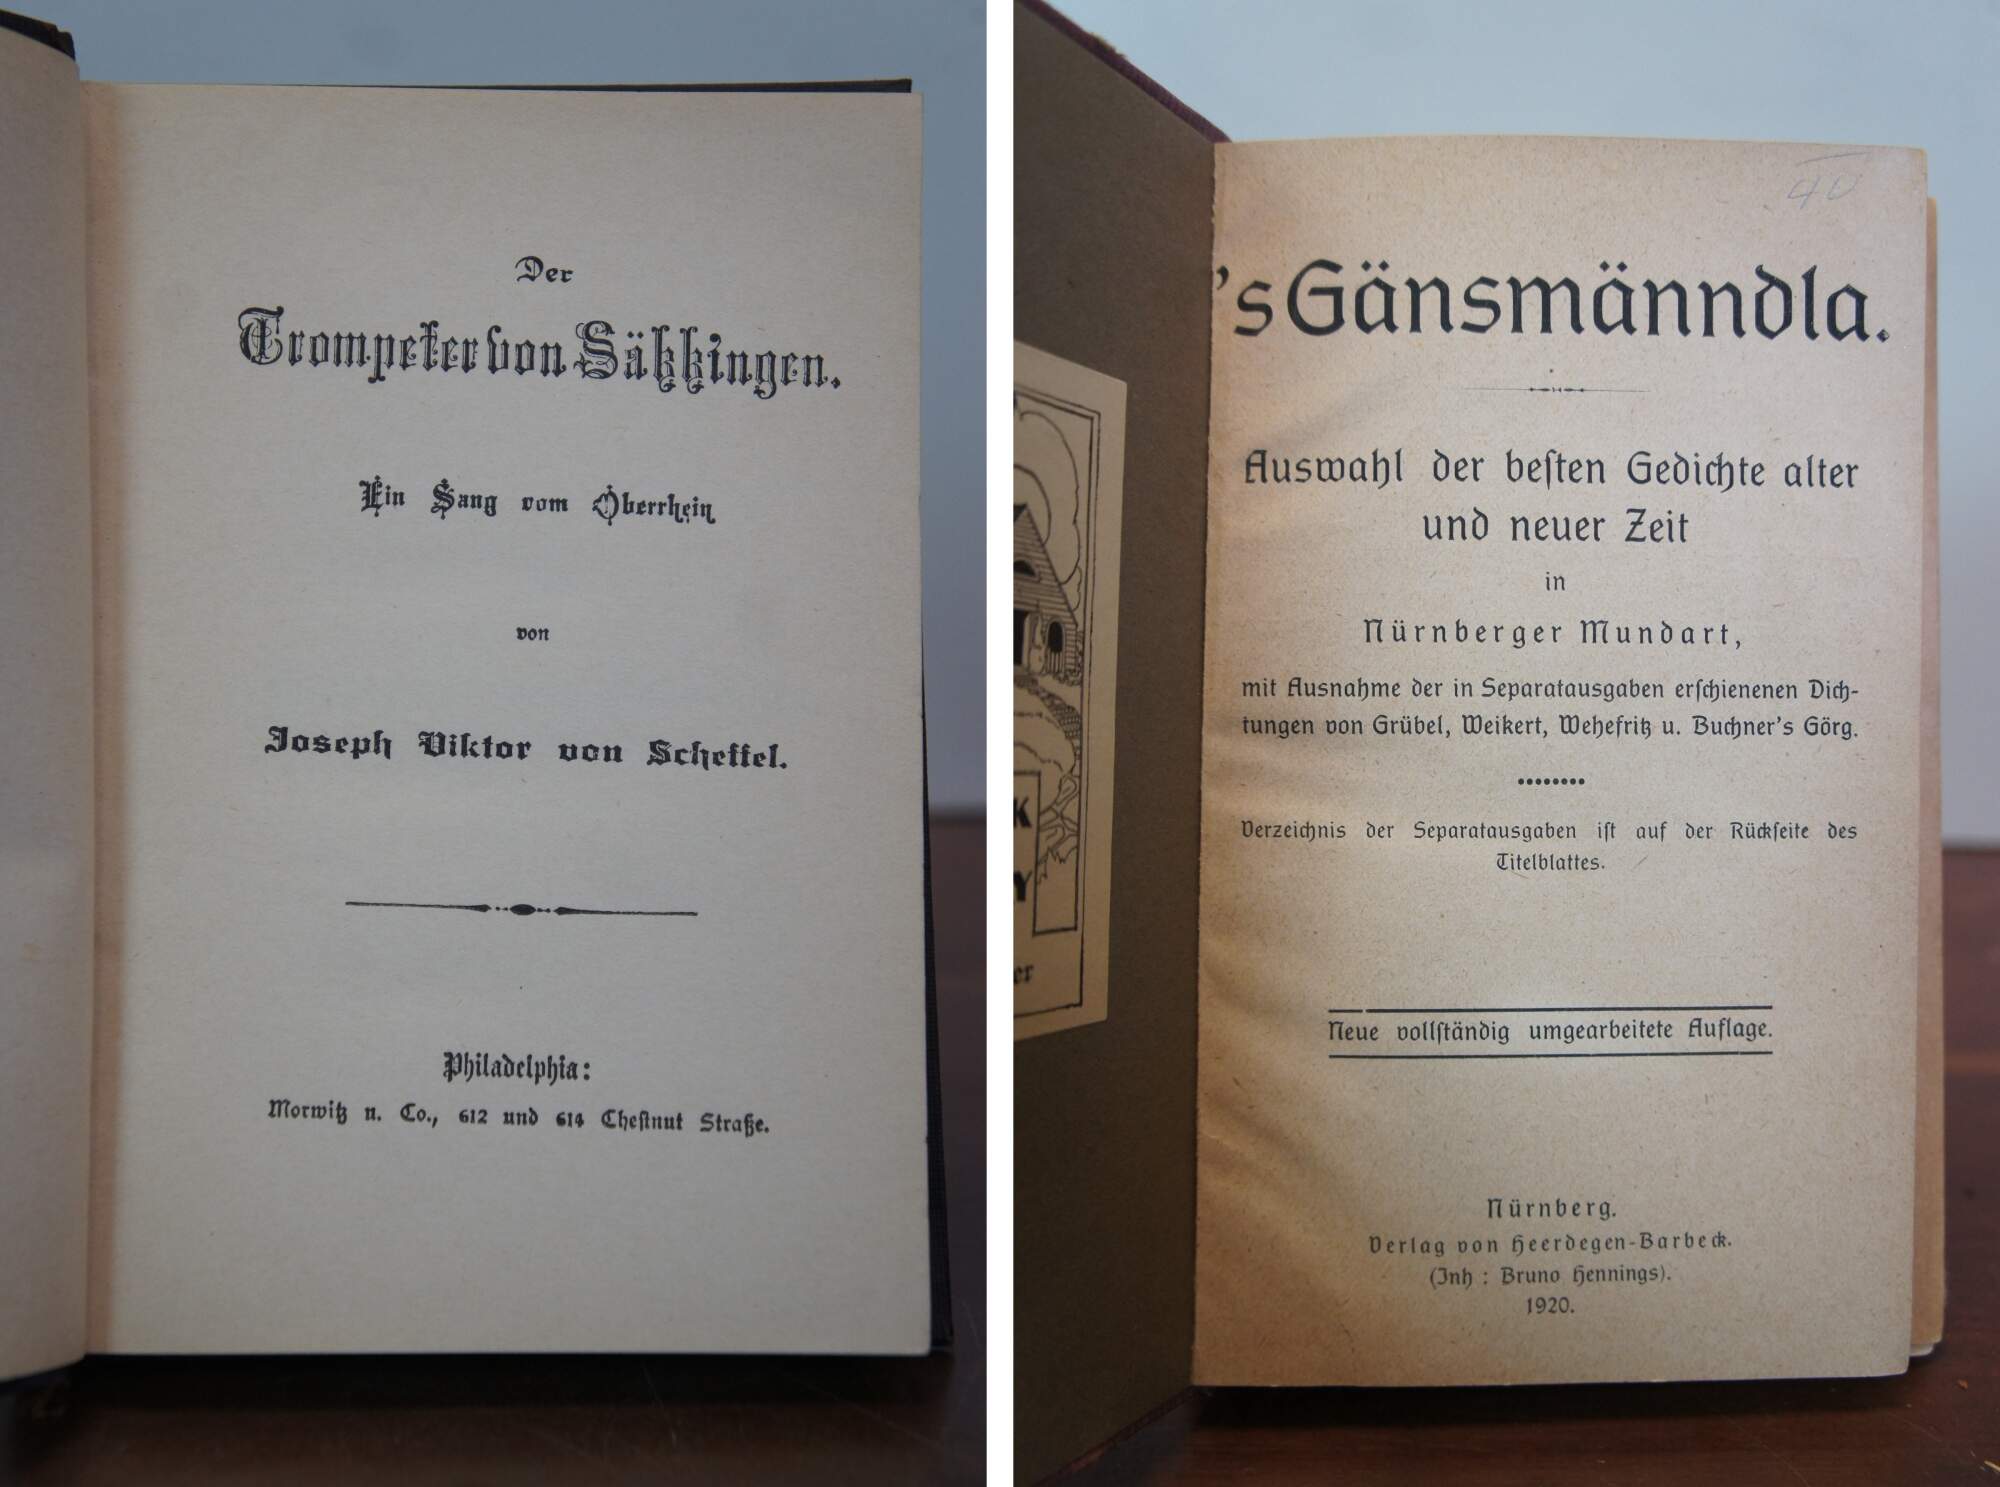 Der
Trompeter von Säkkingen.
Ein Sang vom Oberrhein
von
Joseph Viktor von Scheffel.
Philadelphia:
Morwitz u. Co., 612 und 614 Chestnut Straße.
40
's Gänsmänndla.
Auswahl der besten Gedichte alter
und neuer Zeit
in
Nürnberger Mundart,
mit Ausnahme der in Separatausgaben erschienenen Dich-
tungen von Grübel, Weikert, Wehefritz u. Buchner's Görg.
Verzeichnis der Separatausgaben ist auf der Rückseite des
Titelblattes.
Neue vollständig umgearbeitete Auflage.
Nürnberg.
Verlag von Heerdegen-Barbeck.
(Inh : Bruno Hennings).
1920.